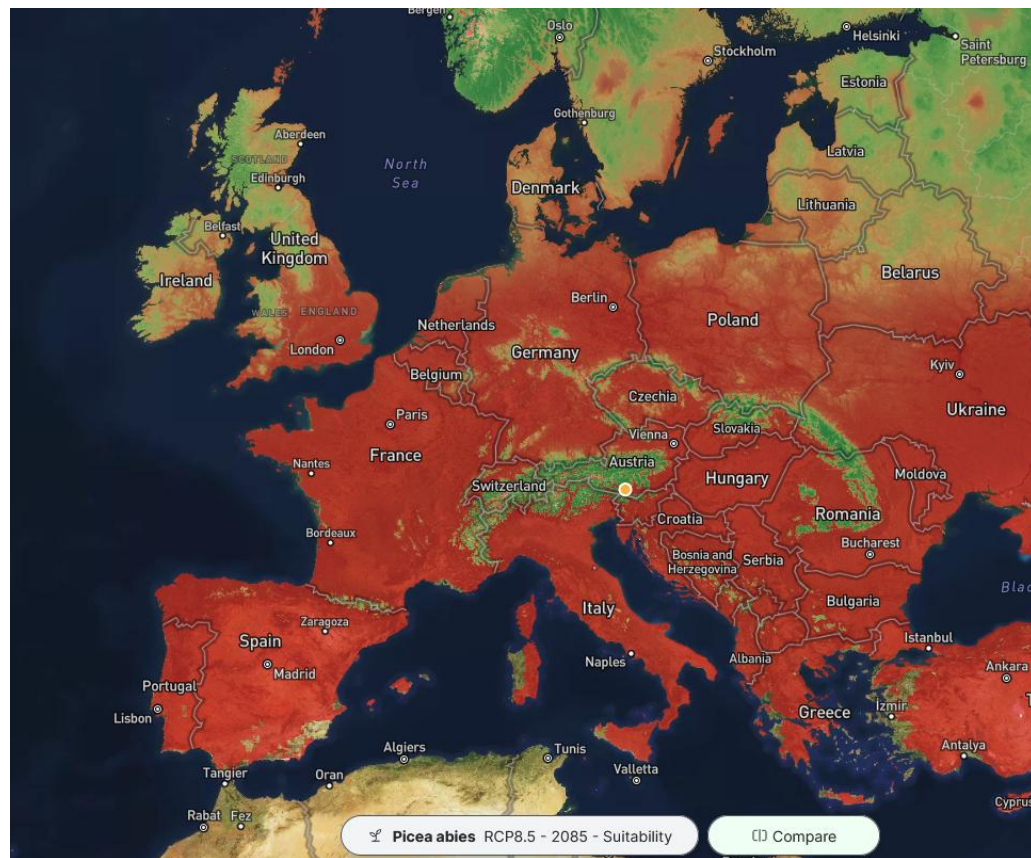 Bergen
Oslo
Helsinki
Saint
Petersburg
Stockholm
Estonia
Gothenburg
Aberdeen
SCOTLAND
North
Sea
Latvia
Edinburgh
Denmark
Lithuania
Belfast
United
Kingdom
Ireland
Belarus
Berlin
WALES
ENGLAND
Netherlands
Poland
London
Germany
Kyiv
Belgium
Czechia
Ukraine
Paris
Slovakia
Vienna
France
Austria
Nantes
Moldova
Switzerland
Hungary
Romania
Croatia
Bordeaux
Bucharest
Bosnia and
Herzegovina
Serbia
Bulgaria
Italy
Zaragoza
Spain
Istanbul
Madrid
Naples
Albania
Ankara
Portugal
Lisbon
Greece
İzmir
Algiers
Tunis
Antalya
Tangier
Oran
Valletta
Rabat
Fez
Picea abies RCP8.5 - 2085 - Suitability
Compare